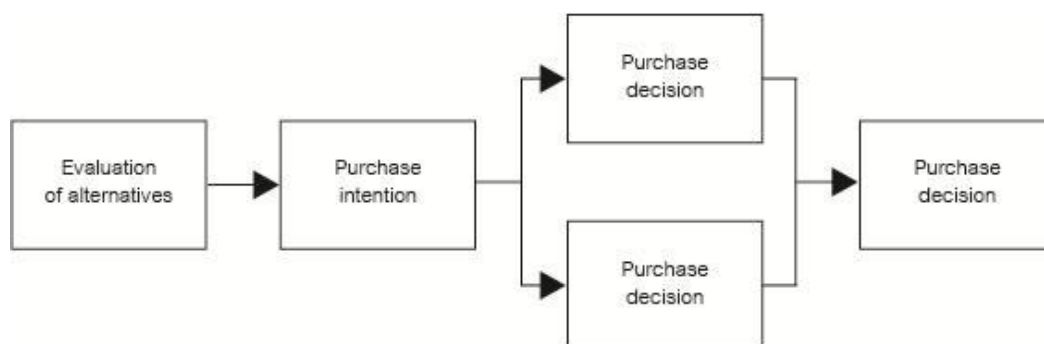 Evaluation
of alternatives
Purchase
intention
Purchase
decision
Purchase
decision
Purchase
decision